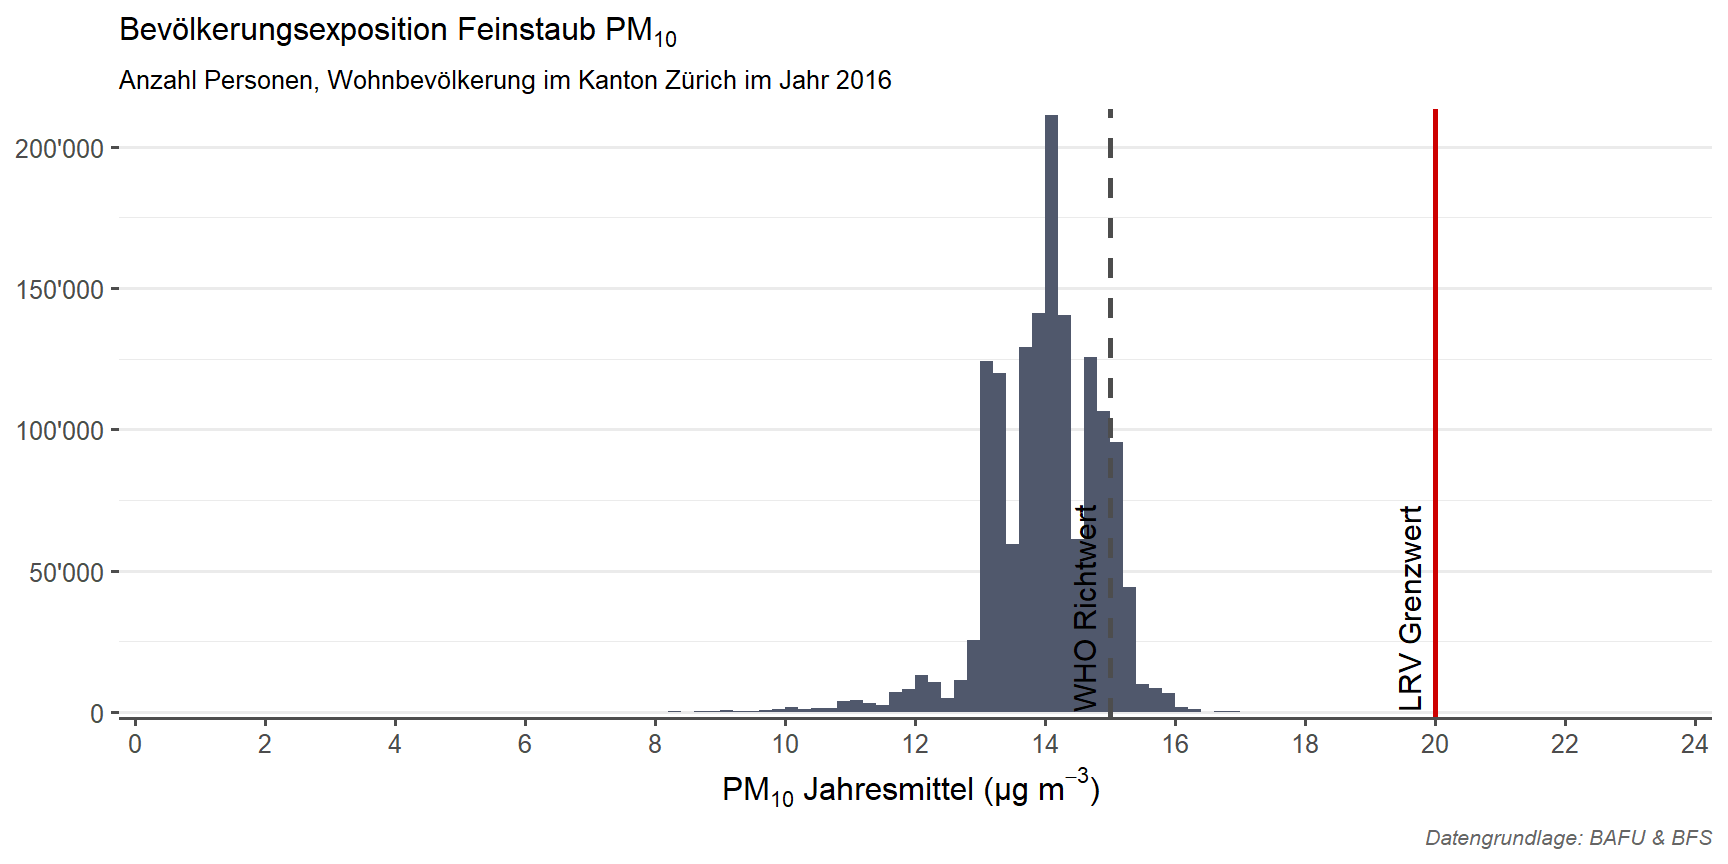 Bevölkerungsexposition Feinstaub PM₁₀
Anzahl Personen, Wohnbevölkerung im Kanton Zürich im Jahr 2016
200'000
150'000
100'000
50'000
0
WHO Richtwert
LRV Grenzwert
0 2 4 6 8 10 12 14 16 18 20 22 24
PM₁₀ Jahresmittel (µg m⁻³)
Datengrundlage: BAFU & BFS